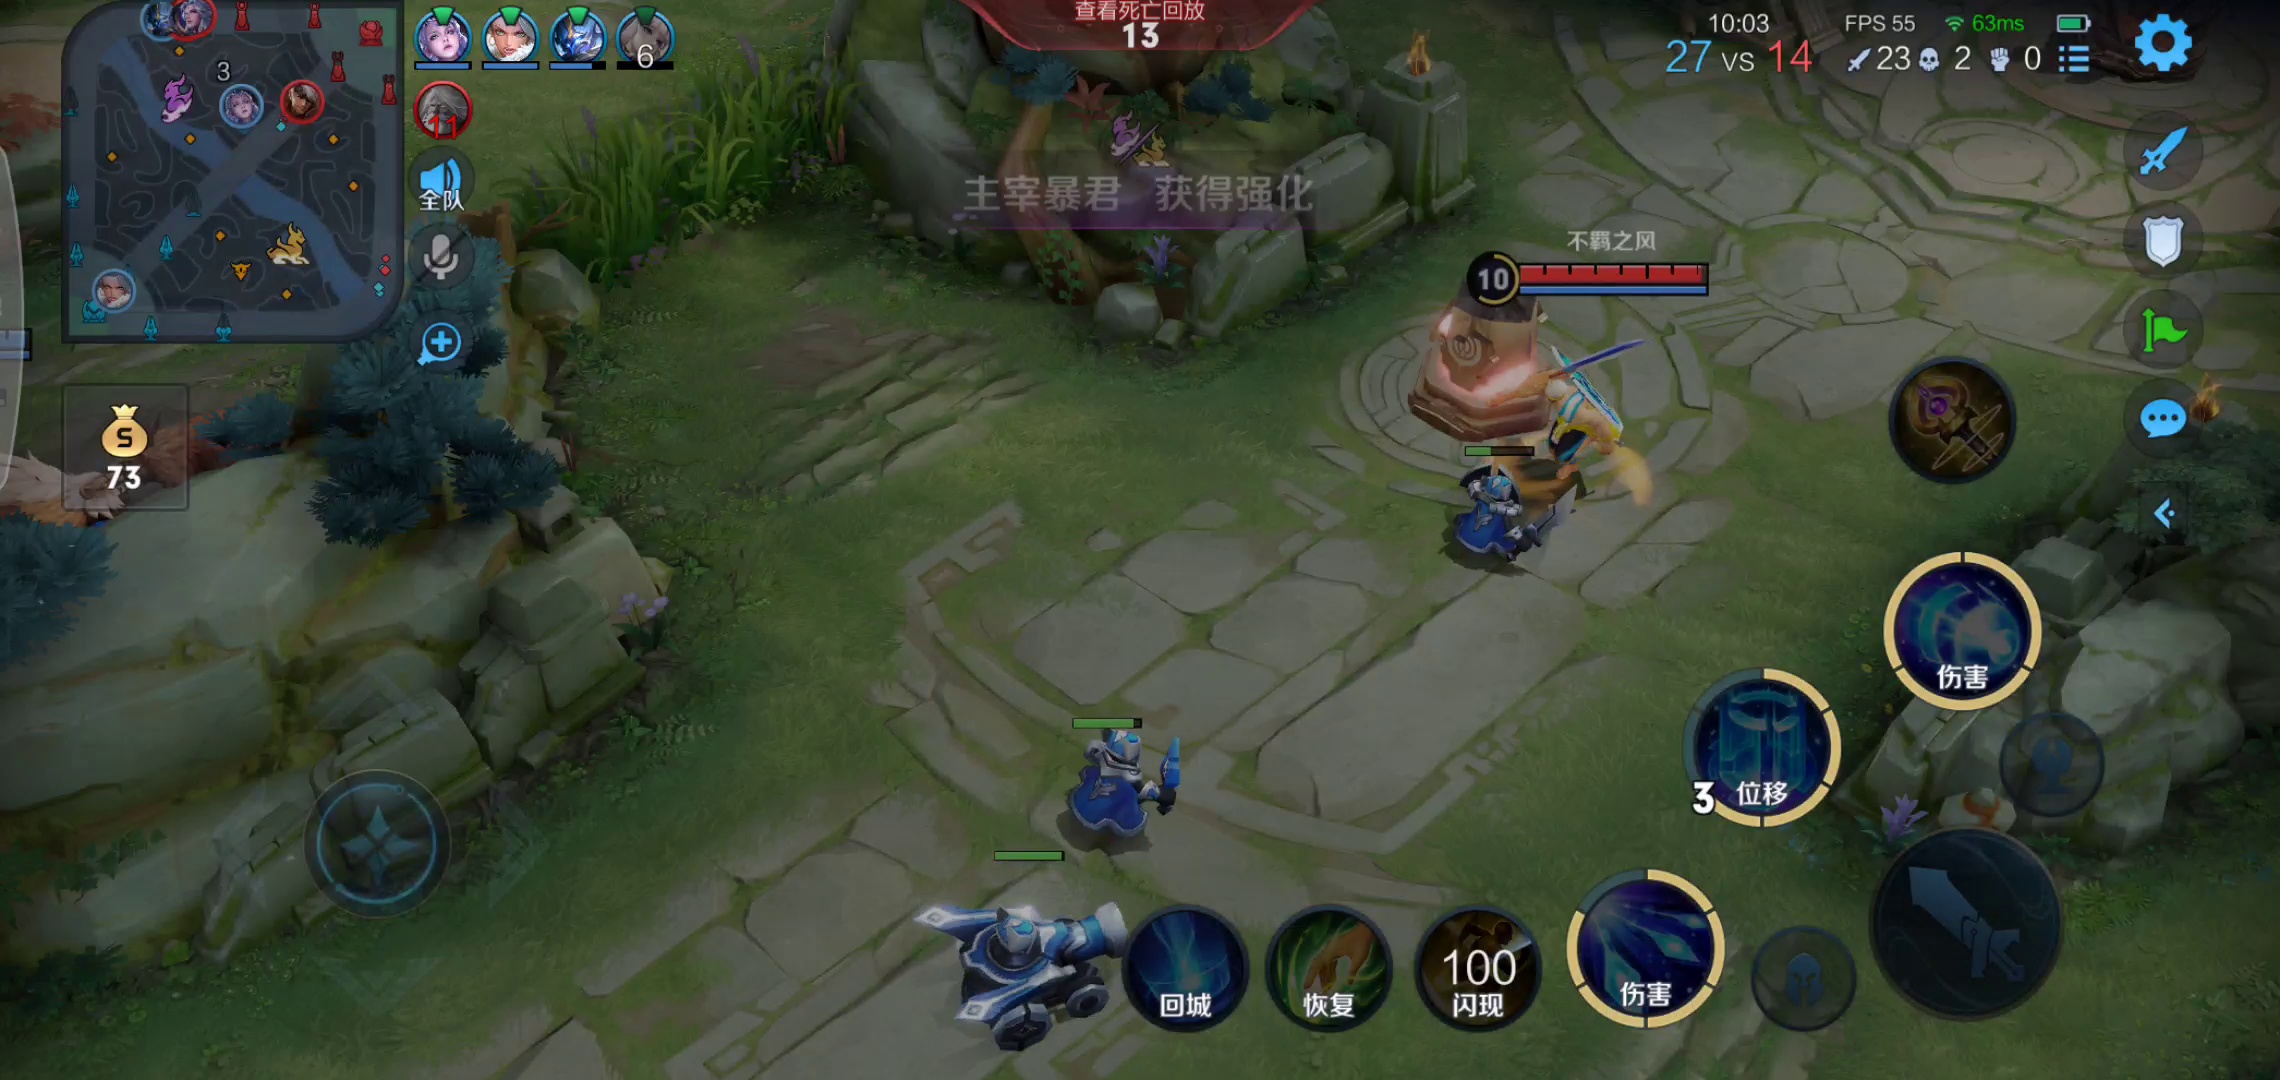 查看死亡回放
13
10:03
FPS 55
63ms
27 VS 14
23 2 0
3
6
11
全队
主宰暴君 获得强化
不羁之风
10
S
73
伤害
3 位移
100
回城
恢复
闪现
伤害